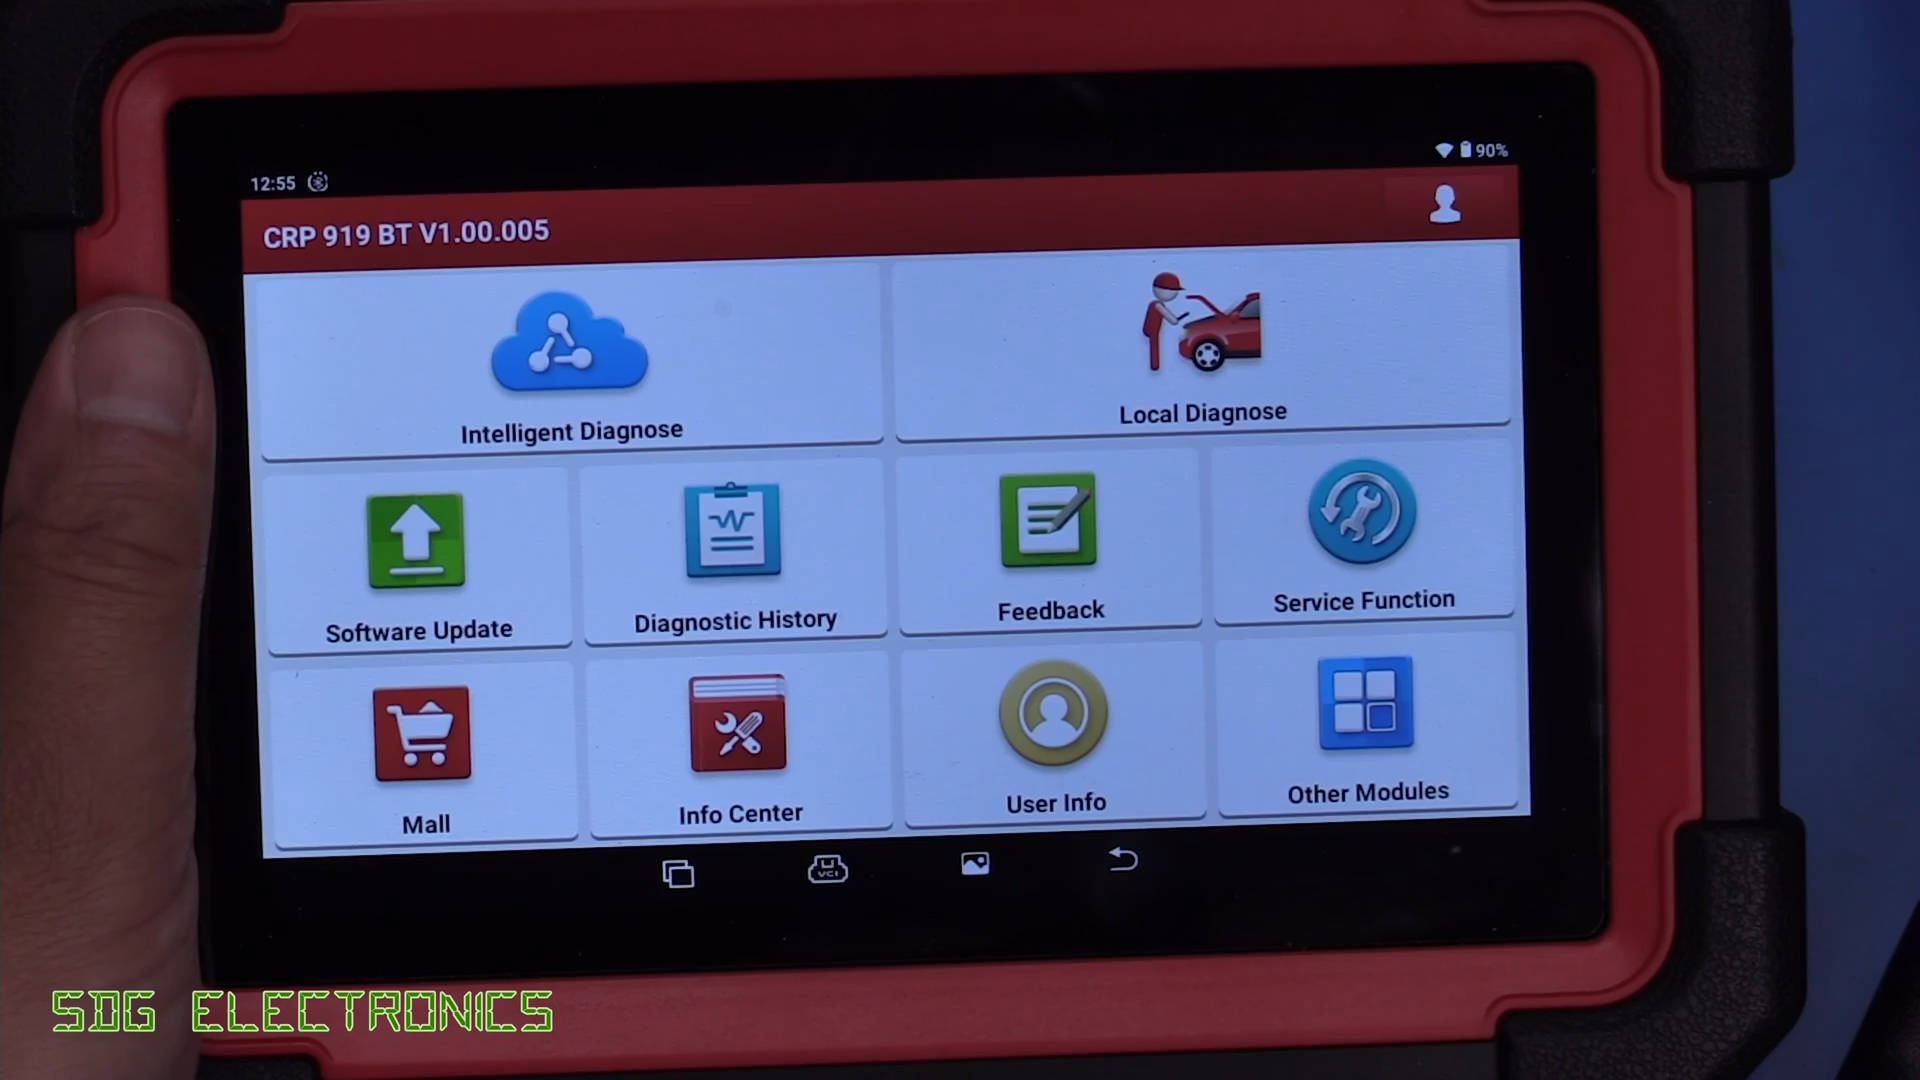 12:55
90%
CRP 919 BT V1.00.005
Intelligent Diagnose
Local Diagnose
Software Update
Diagnostic History
Feedback
Service Function
Mall
Info Center
User Info
Other Modules
VCI
SDG ELECTRONICS